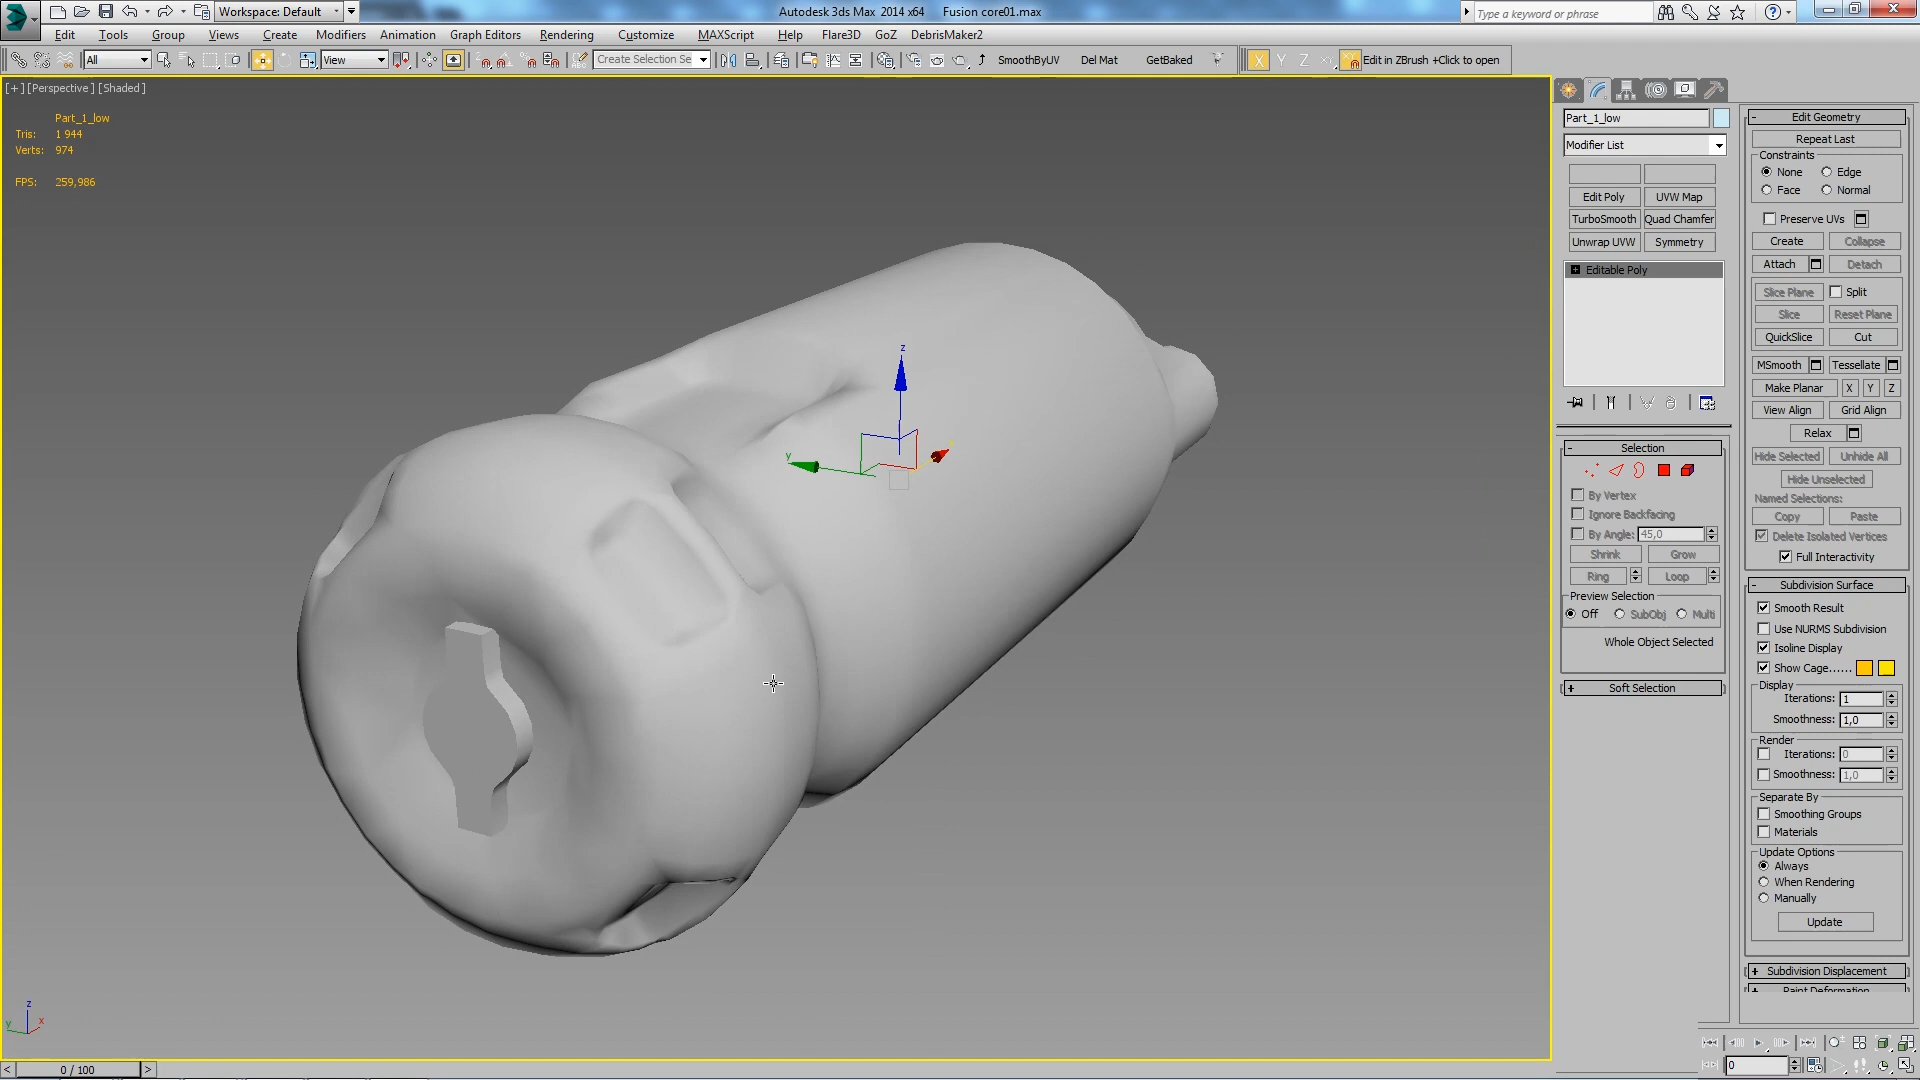 Workspace: Default
Autodesk 3ds Max 2014 x64 Fusion core01.max
Type a keyword or phrase
Edit Tools Group Views Create Modifiers Animation Graph Editors Rendering Customize MAXScript Help Flare3D GoZ DebrisMaker2
All View Create Selection Se SmoothByUV Del Mat GetBaked X Y Z Edit in ZBrush +Click to open
[+] [Perspective] [Shaded]
Part_1_low
Tris: 1 944
Verts: 974
FPS: 259,986
z
y
z
y x
0 / 100
Part_1_low
Modifier List
Edit Poly UVW Map
TurboSmooth Quad Chamfer
Unwrap UVW Symmetry
Editable Poly
Selection
By Vertex
Ignore Backfacing
By Angle: 45,0
Shrink Grow
Ring Loop
Preview Selection
Off SubObj Multi
Whole Object Selected
+ Soft Selection
- Edit Geometry
Repeat Last
Constraints
None Edge
Face Normal
Preserve UVs
Create Collapse
Attach Detach
Slice Plane Split
Slice Reset Plane
QuickSlice Cut
MSmooth Tessellate
Make Planar X Y Z
View Align Grid Align
Relax
Hide Selected Unhide All
Hide Unselected
Named Selections:
Copy Paste
Delete Isolated Vertices
Full Interactivity
- Subdivision Surface
Smooth Result
Use NURMS Subdivision
Isoline Display
Show Cage......
Display
Iterations: 1
Smoothness: 1,0
Render
Iterations: 0
Smoothness: 1,0
Separate By
Smoothing Groups
Materials
Update Options
Always
When Rendering
Manually
Update
+ Subdivision Displacement
+ Paint Deformation
0